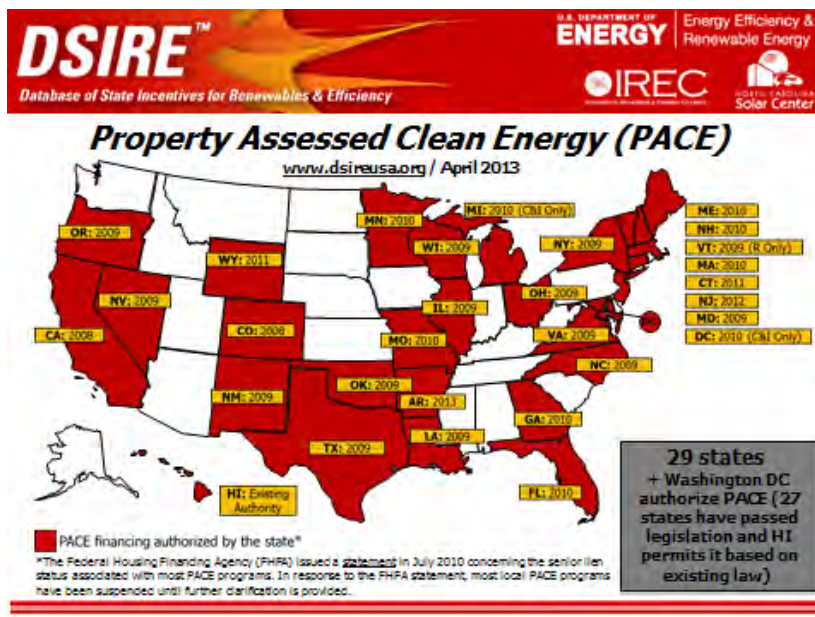 DSIRE™
Database of State Incentives for Renewables & Efficiency
U.S. DEPARTMENT OF
ENERGY
Energy Efficiency &
Renewable Energy
IREC
NORTH CAROLINA
Solar Center
Property Assessed Clean Energy (PACE)
www.dsireusa.org / April 2013
MN: 2010
MI: 2010 (C&I Only)
ME: 2010
NH: 2010
OR: 2009
WI: 2009
NY: 2009
VT: 2009 (R Only)
WY: 2011
MA: 2010
CT: 2011
NV: 2009
OH: 2009
NJ: 2012
IL: 2009
MD: 2009
CA: 2008
CO: 2008
MO: 2010
VA: 2009
DC
DC: 2010 (C&I Only)
NC: 2009
OK: 2009
NM: 2009
AR: 2013
GA: 2010
LA: 2009
TX: 2009
HI: Existing
Authority
FL: 2010
29 states
+ Washington DC
authorize PACE (27
states have passed
legislation and HI
permits it based on
existing law)
PACE financing authorized by the state*
*The Federal Housing Financing Agency (FHFA) issued a statement in July 2010 concerning the senior lien
status associated with most PACE programs. In response to the FHFA statement, most local PACE programs
have been suspended until further clarification is provided.